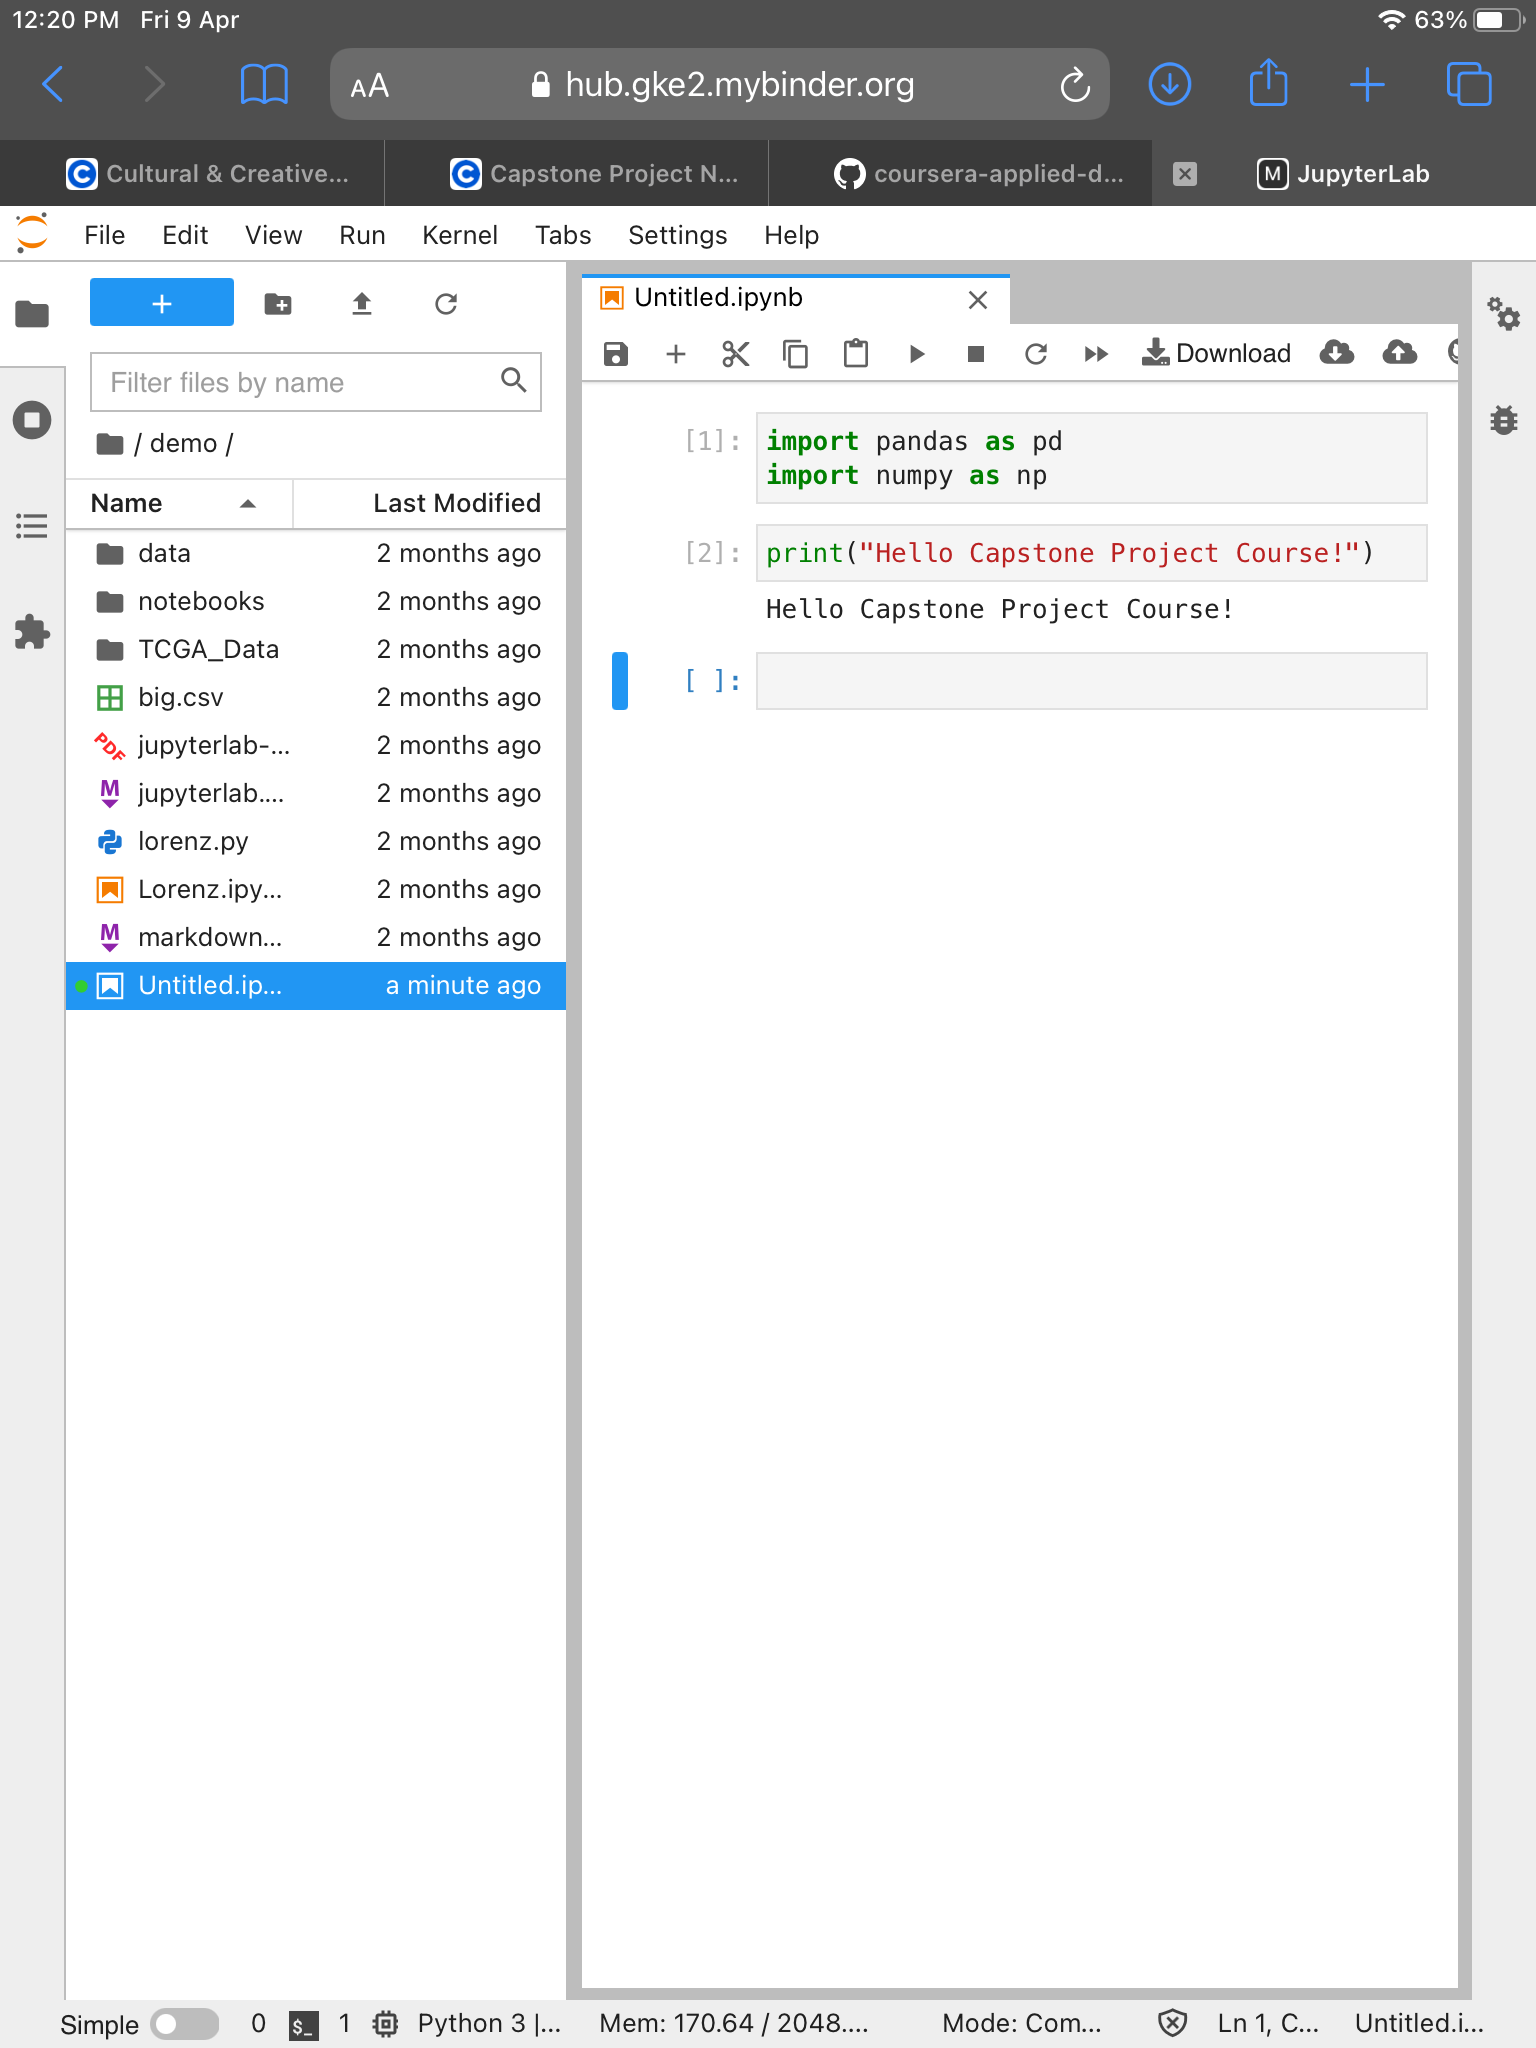 12:20 PM Fri 9 Apr 63%
AA hub.gke2.mybinder.org
Cultural & Creative... Capstone Project N... coursera-applied-d... M JupyterLab
File Edit View Run Kernel Tabs Settings Help
Untitled.ipynb
Download
Filter files by name
/ demo /
Name Last Modified
data 2 months ago
notebooks 2 months ago
TCGA_Data 2 months ago
big.csv 2 months ago
PDF jupyterlab-... 2 months ago
M jupyterlab.... 2 months ago
lorenz.py 2 months ago
Lorenz.ipy... 2 months ago
M markdown... 2 months ago
Untitled.ip... a minute ago
[1]: import pandas as pd
import numpy as np
[2]: print("Hello Capstone Project Course!")
Hello Capstone Project Course!
[ ]:
Simple 0 $_ 1 Python 3 |... Mem: 170.64 / 2048.... Mode: Com... Ln 1, C... Untitled.i...